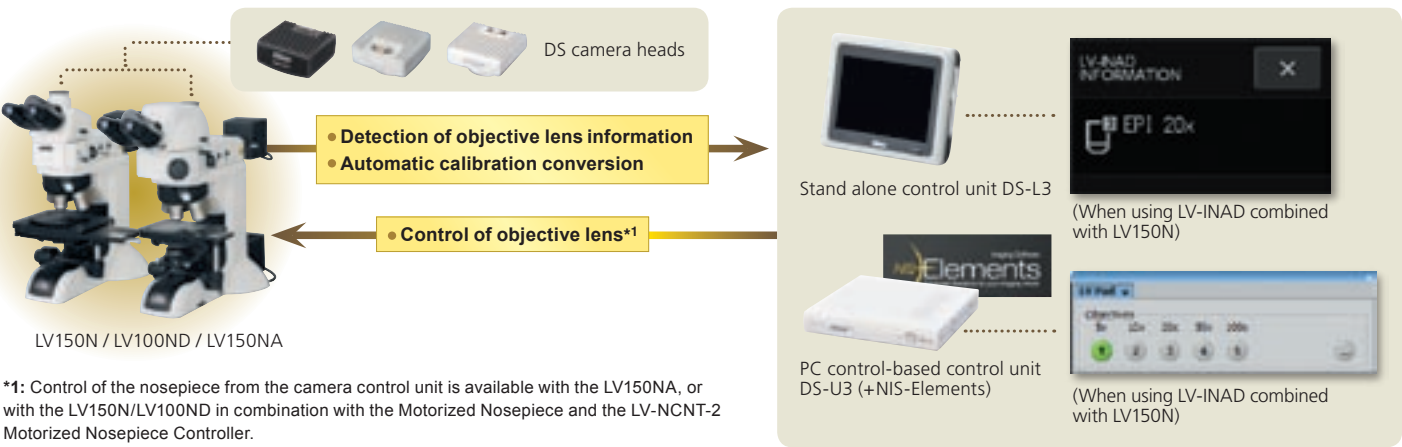 DS camera heads
• Detection of objective lens information
• Automatic calibration conversion
• Control of objective lens*1
LV150N / LV100ND / LV150NA
*1: Control of the nosepiece from the camera control unit is available with the LV150NA, or
with the LV150N/LV100ND in combination with the Motorized Nosepiece and the LV-NCNT-2
Motorized Nosepiece Controller.
Stand alone control unit DS-L3
LV-INAD
INFORMATION
×
3 EPI 20x
(When using LV-INAD combined
with LV150N)
NIS Elements
PC control-based control unit
DS-U3 (+NIS-Elements)
LV Pad
Objectives
5x 10x 20x 50x 100x
1 2 3 4 5
(When using LV-INAD combined
with LV150N)